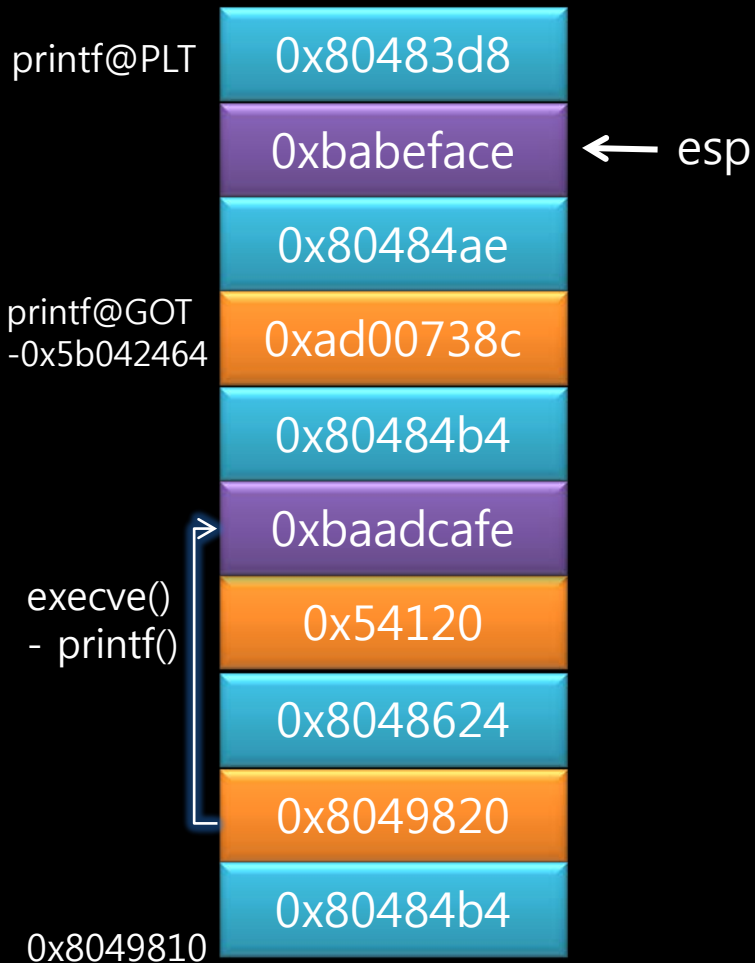 printf@PLT
0x80483d8
0xbabeface
esp
0x80484ae
printf@GOT
-0x5b042464
0xad00738c
0x80484b4
0xbaadcafe
execve()
- printf()
0x54120
0x8048624
0x8049820
0x80484b4
0x8049810